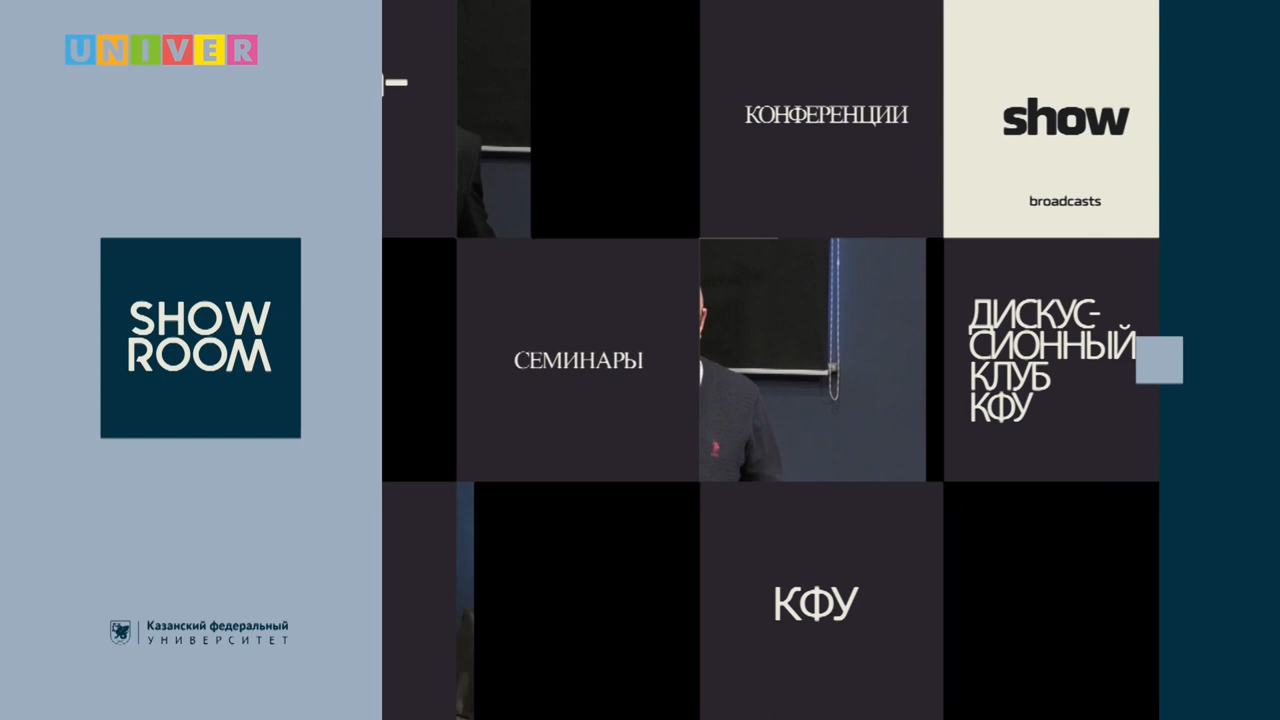 UNIVER
SHOW
ROOM
Казанский федеральный
УНИВЕРСИТЕТ
КОНФЕРЕНЦИИ
show
broadcasts
СЕМИНАРЫ
ДИСКУС-
СИОННЫЙ
КЛУБ
КФУ
КФУ